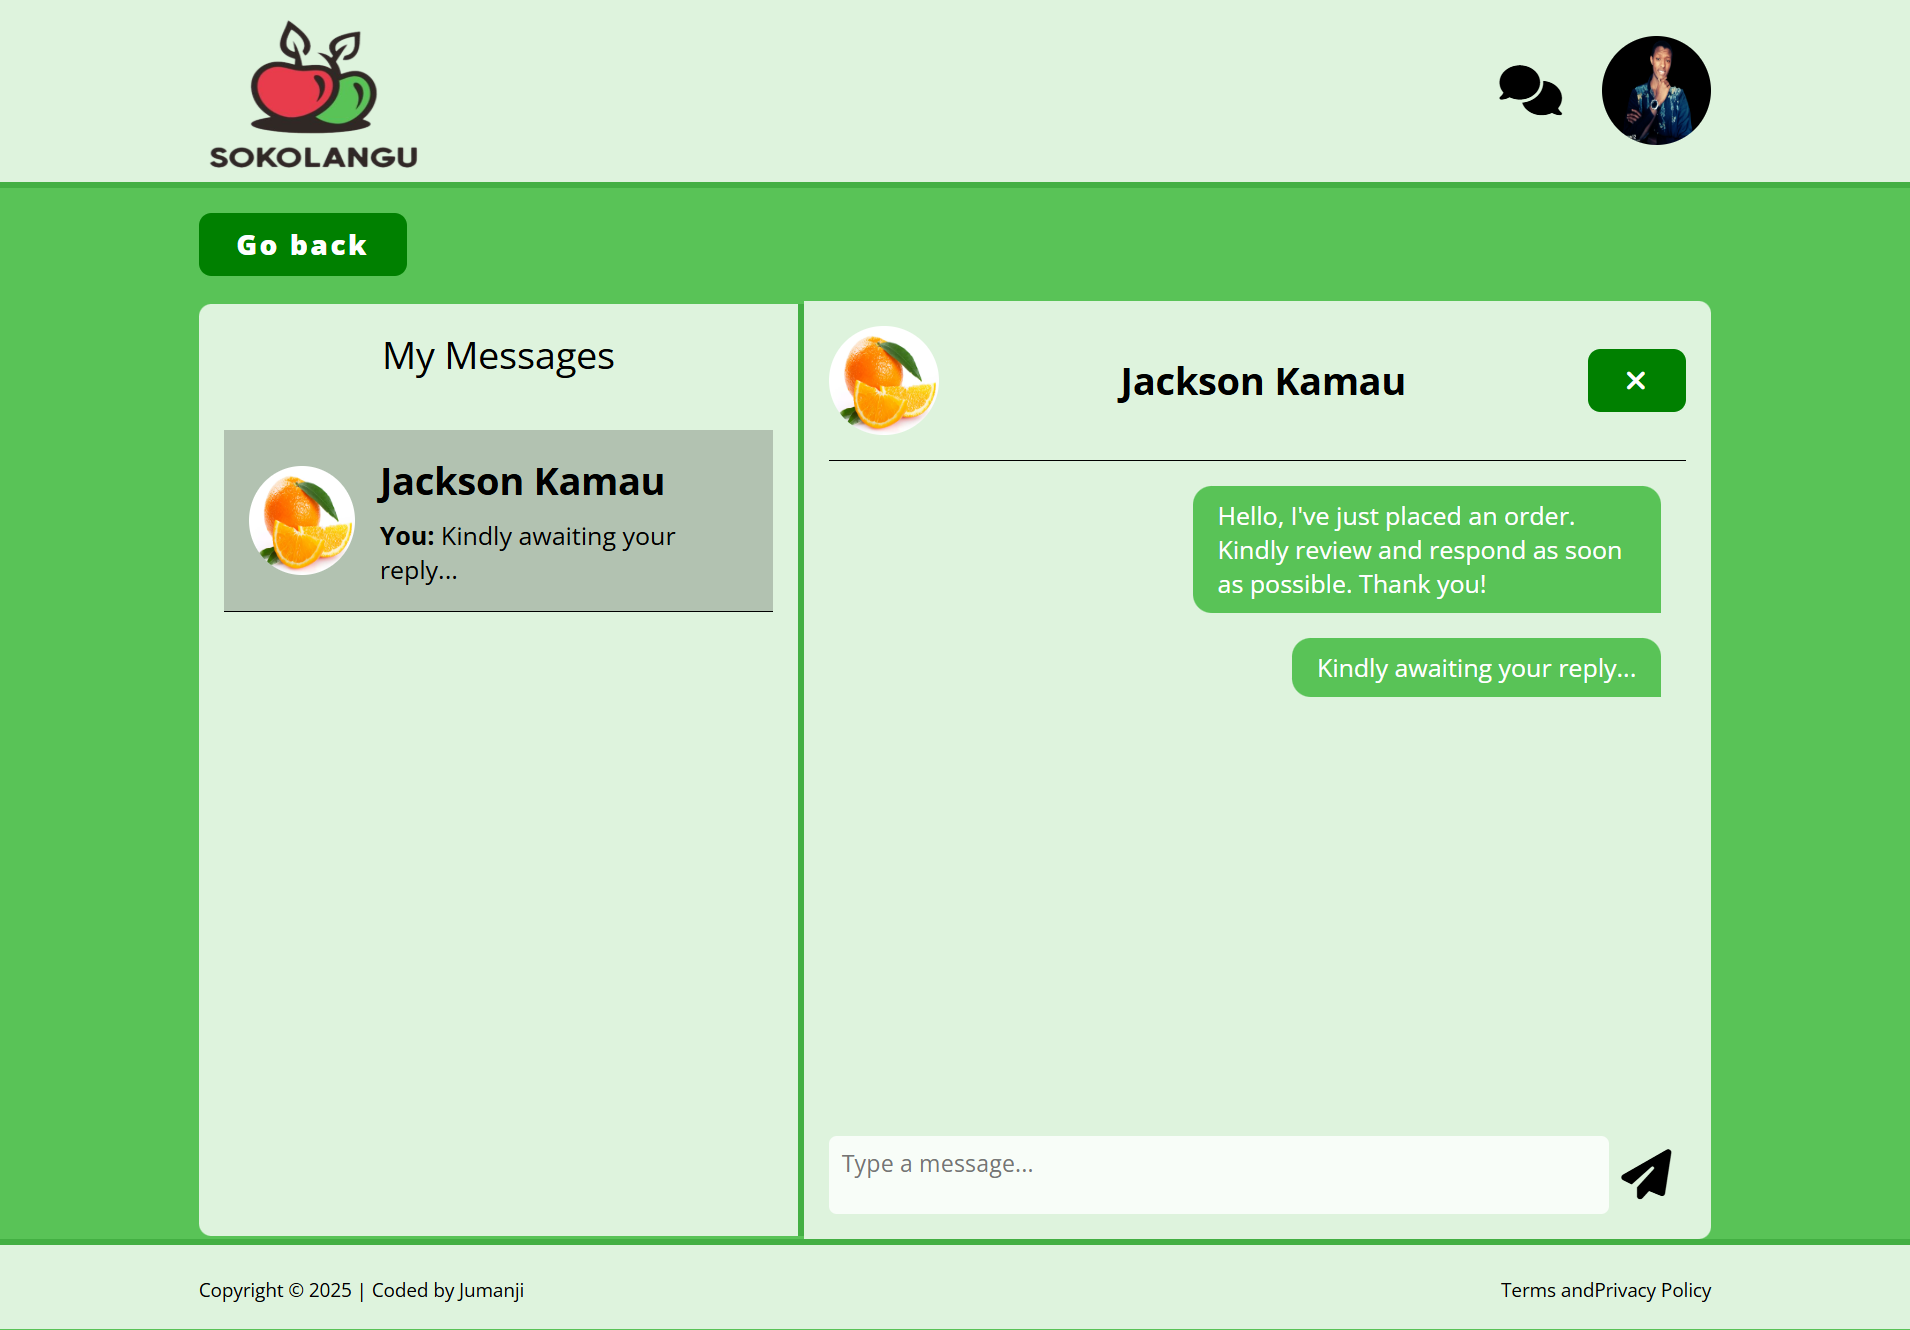 SOKOLANGU
Go back
My Messages
Jackson Kamau
You: Kindly awaiting your
reply...
Jackson Kamau
Hello, I've just placed an order.
Kindly review and respond as soon
as possible. Thank you!
Kindly awaiting your reply...
Type a message...
Copyright © 2025 | Coded by Jumanji
Terms andPrivacy Policy